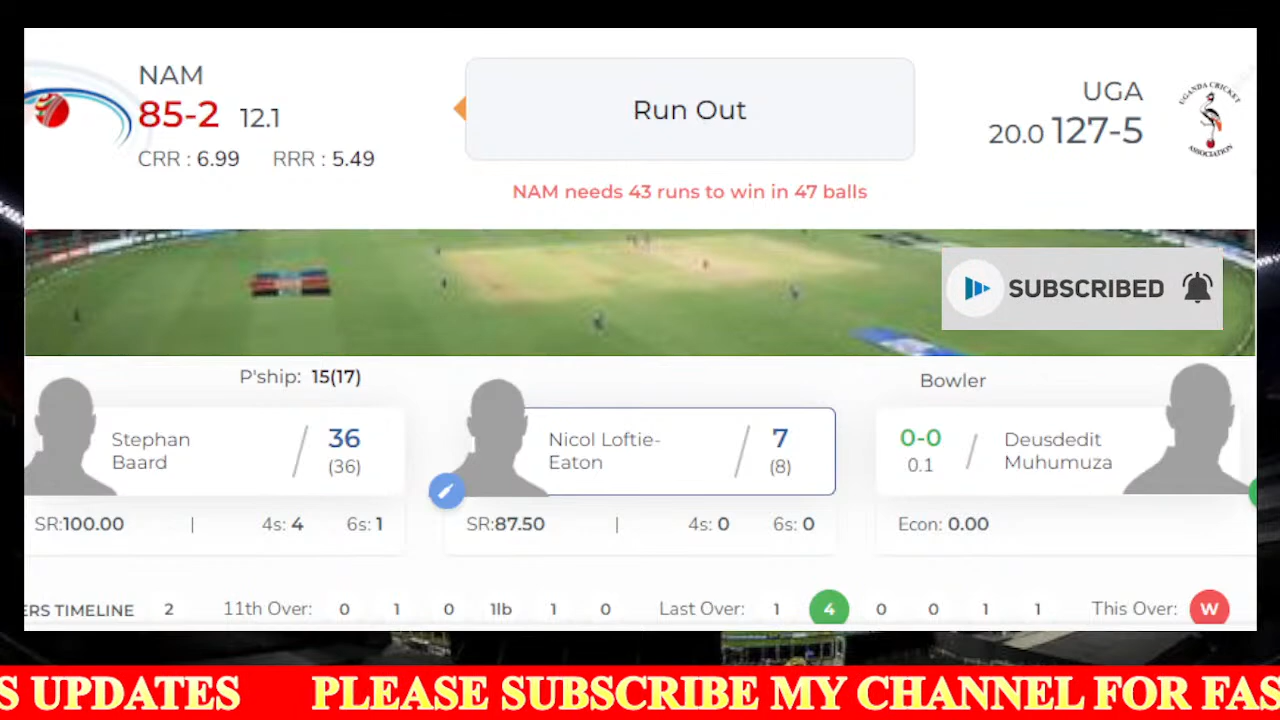 NAM
85-2 12.1
CRR : 6.99 RRR : 5.49
Run Out
NAM needs 43 runs to win in 47 balls
UGA
20.0 127-5
UGANDA CRICKET
ASSOCIATION
SUBSCRIBED
P'ship: 15(17)
Stephan
Baard
36
(36)
SR:100.00 | 4s: 4 6s: 1
Nicol Loftie-
Eaton
7
(8)
SR:87.50 | 4s: 0 6s: 0
Bowler
0-0
0.1
Deusdedit
Muhumuza
Econ: 0.00
ERS TIMELINE 2 11th Over: 0 1 0 1lb 1 0 Last Over: 1 4 0 0 1 1 This Over: W
S UPDATES PLEASE SUBSCRIBE MY CHANNEL FOR FAS